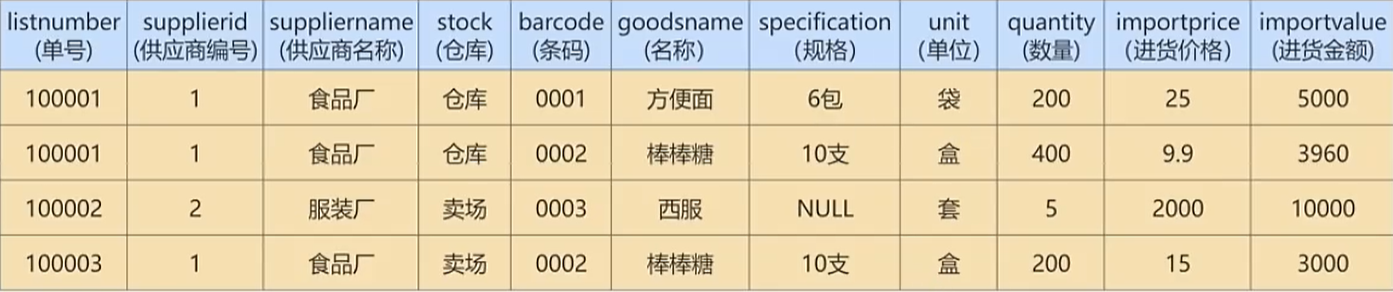 listnumber supplierid suppliername stock barcode goodsname specification unit quantity importprice importvalue
(单号) (供应商编号) (供应商名称) (仓库) (条码) (名称) (规格) (单位) (数量) (进货价格) (进货金额)
100001 1 食品厂 仓库 0001 方便面 6包 袋 200 25 5000
100001 1 食品厂 仓库 0002 棒棒糖 10支 盒 400 9.9 3960
100002 2 服装厂 卖场 0003 西服 NULL 套 5 2000 10000
100003 1 食品厂 卖场 0002 棒棒糖 10支 盒 200 15 3000